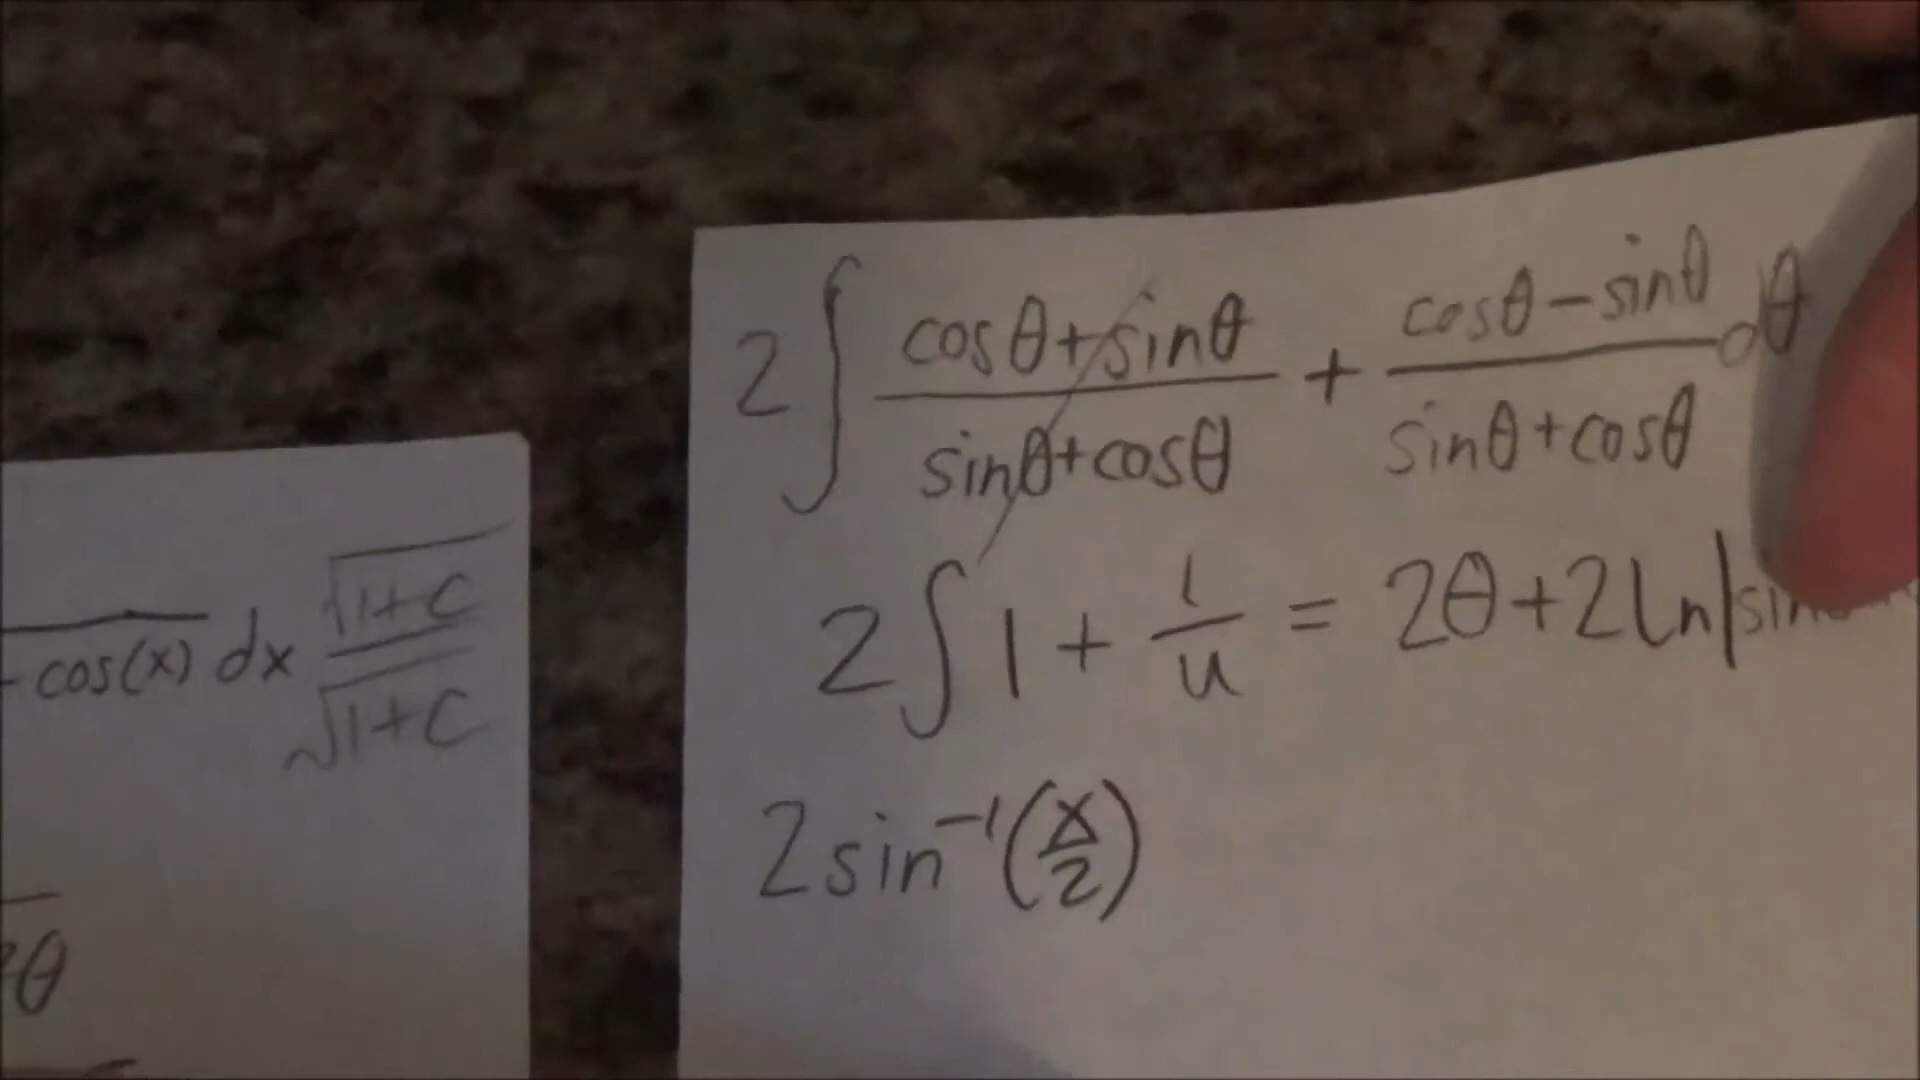 - cos(x) dx √1+C / √1+C
θ
2∫ cosθ+sinθ / sinθ+cosθ + cosθ-sinθ / sinθ+cosθ dθ
2∫ 1 + 1/u = 2θ+2ln|sin
2sin⁻¹(x/2)